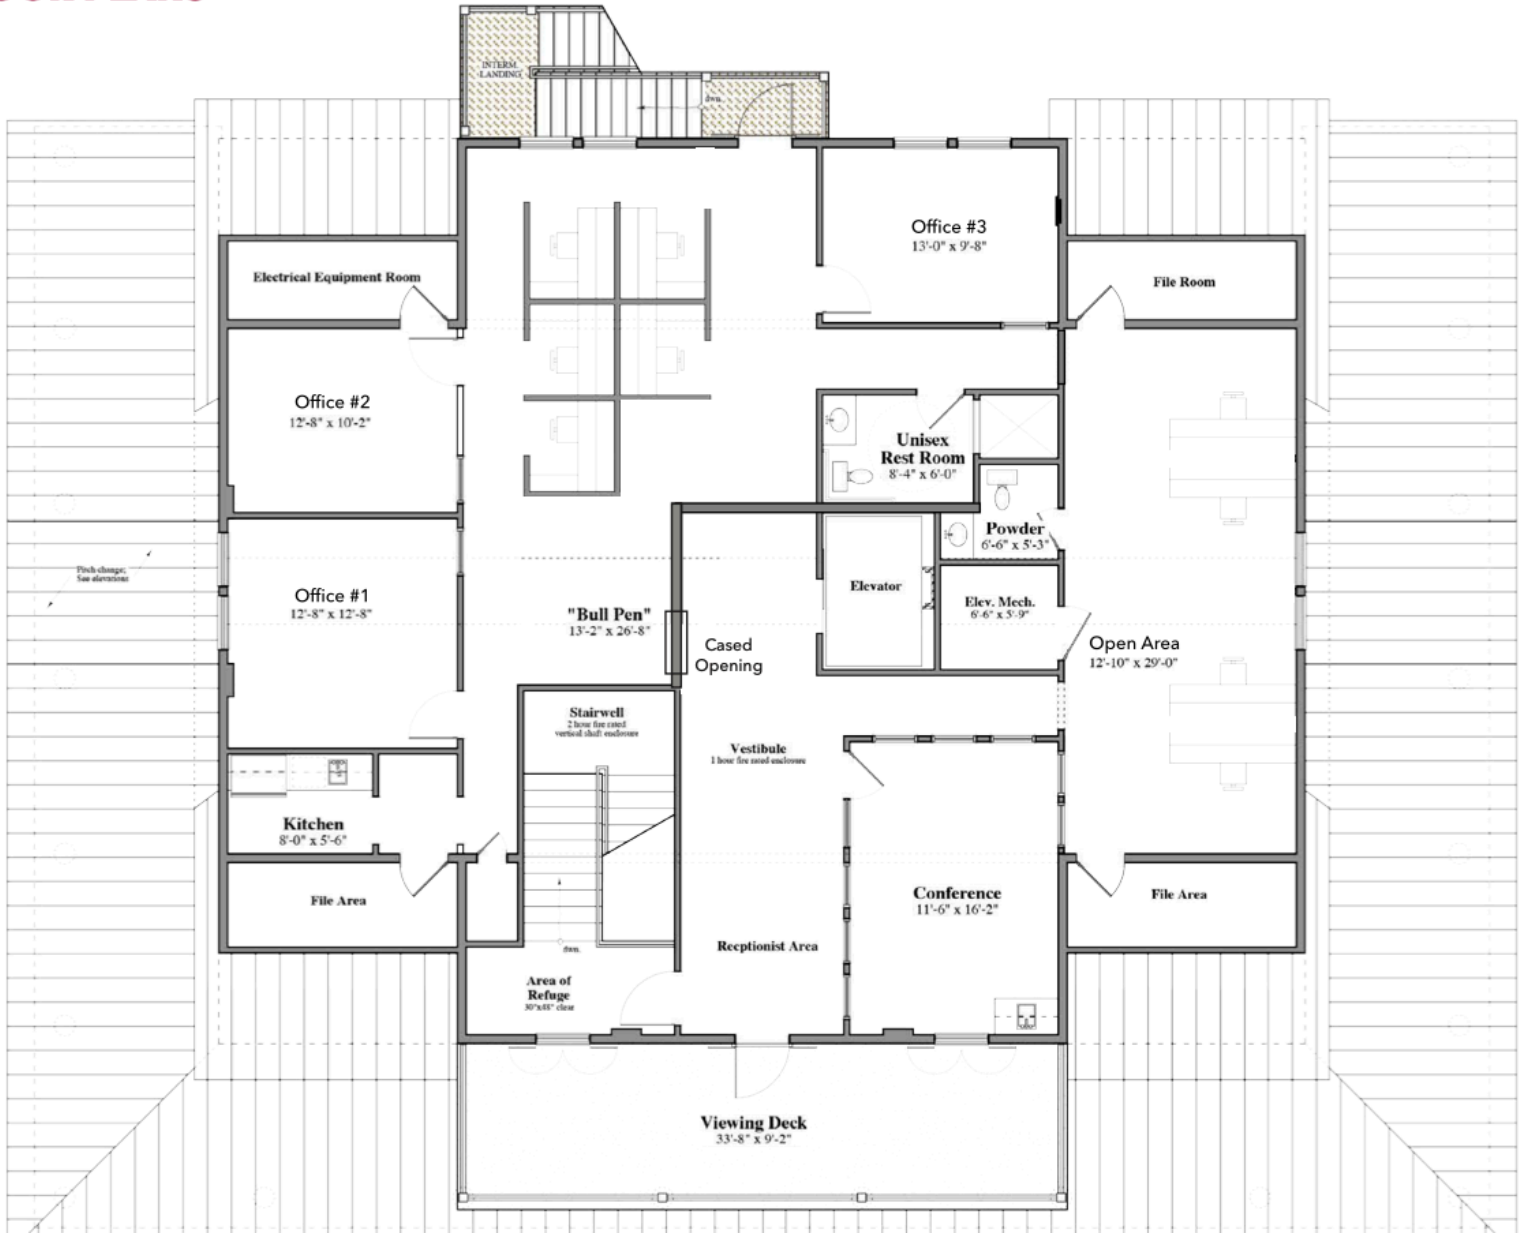 INTERM.
LANDING
dwn.
Office #3
13'-0" x 9'-8"
Electrical Equipment Room
File Room
Office #2
12'-8" x 10'-2"
Unisex
Rest Room
8'-4" x 6'-0"
Powder
6'-6" x 5'-3"
Pitch change;
See elevations
Office #1
12'-8" x 12'-8"
"Bull Pen"
13'-2" x 26'-8"
Elevator
Elev. Mech.
6'-6" x 5'-9"
Cased
Opening
Open Area
12'-10" x 29'-0"
Stairwell
2 hour fire rated
vertical shaft enclosure
Vestibule
1 hour fire rated enclosure
Kitchen
8'-0" x 5'-6"
File Area
Conference
11'-6" x 16'-2"
File Area
Recptionist Area
dwn.
Area of
Refuge
30"x48" clear
Viewing Deck
33'-8" x 9'-2"